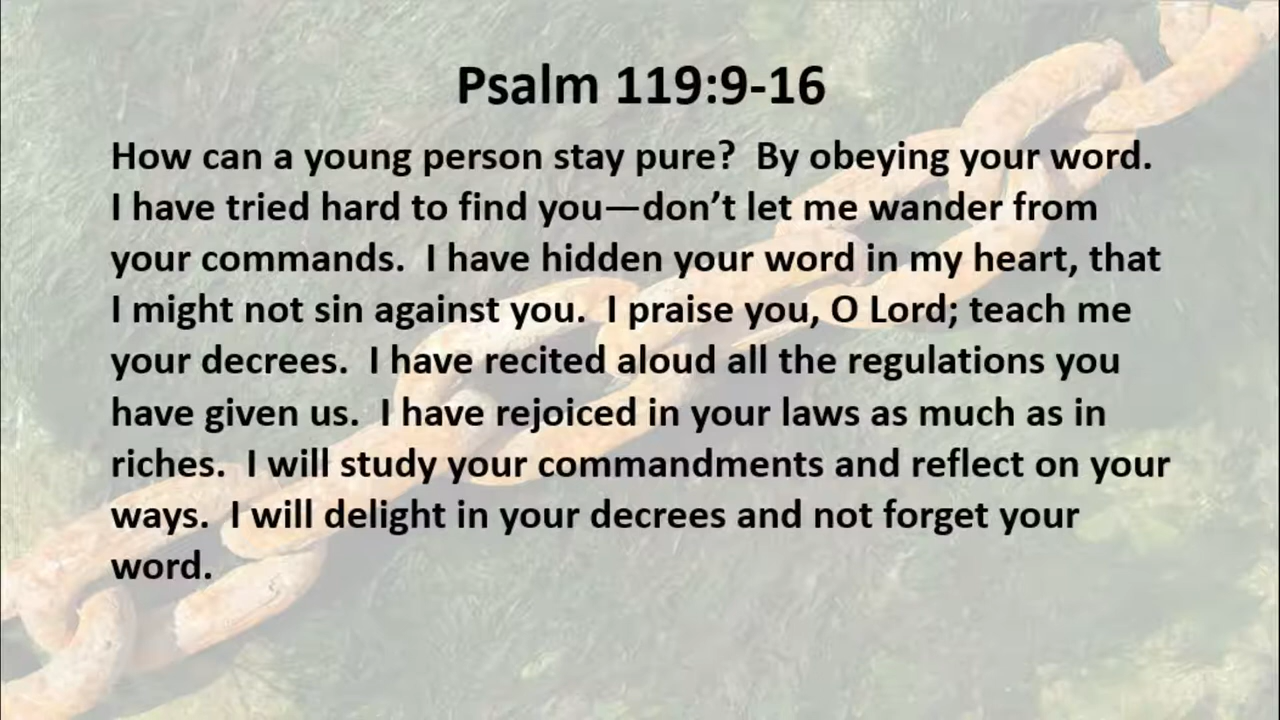 Psalm 119:9-16
How can a young person stay pure?  By obeying your word.
I have tried hard to find you—don’t let me wander from
your commands.  I have hidden your word in my heart, that
I might not sin against you.  I praise you, O Lord; teach me
your decrees.  I have recited aloud all the regulations you
have given us.  I have rejoiced in your laws as much as in
riches.  I will study your commandments and reflect on your
ways.  I will delight in your decrees and not forget your
word.